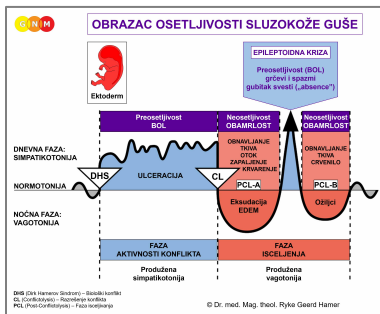 GNM
OBRAZAC OSETLJIVOSTI SLUZOKOŽE GUŠE
EPILEPTOIDNA KRIZA
Preosetljivost (BOL)
grčevi i spazmi
gubitak svesti („absence")
Ektoderm
Preosetljivost
BOL
Neosetljivost
OBAMRLOST
Neosetljivost
OBAMRLOST
DNEVNA FAZA:
SIMPATIKOTONIJA
OBNAVLJANJE
TKIVA
OTOK
ZAPALJENJE
KRVARENJE
OBNAVLJANJE
TKIVA
CRVENILO
DHS
ULCERACIJA
CL
NORMOTONIJA
PCL-A
PCL-B
NOĆNA FAZA:
VAGOTONIJA
Eksudacija
EDEM
Ožiljci
FAZA
AKTIVNOSTI KONFLIKTA
FAZA
ISCELJENJA
Produžena
simpatikotonija
Produžena
vagotonija
DHS (Dirk Hamerov Sindrom) – Biološki konflikt
CL (Conflictolysis) – Razrešenje konflikta
PCL (Post-Conflictolysis) – Faza isceljivanja
© Dr. med. Mag. theol. Ryke Geerd Hamer